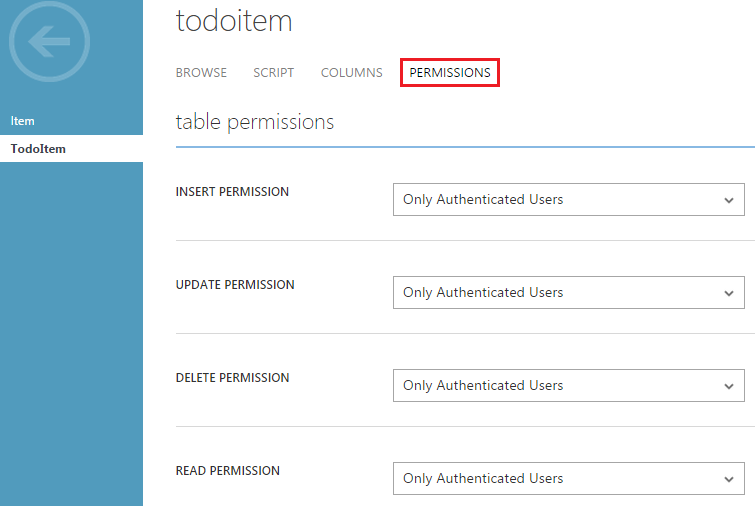 todoitem
BROWSE SCRIPT COLUMNS PERMISSIONS
Item
TodoItem
table permissions
INSERT PERMISSION Only Authenticated Users
UPDATE PERMISSION Only Authenticated Users
DELETE PERMISSION Only Authenticated Users
READ PERMISSION Only Authenticated Users